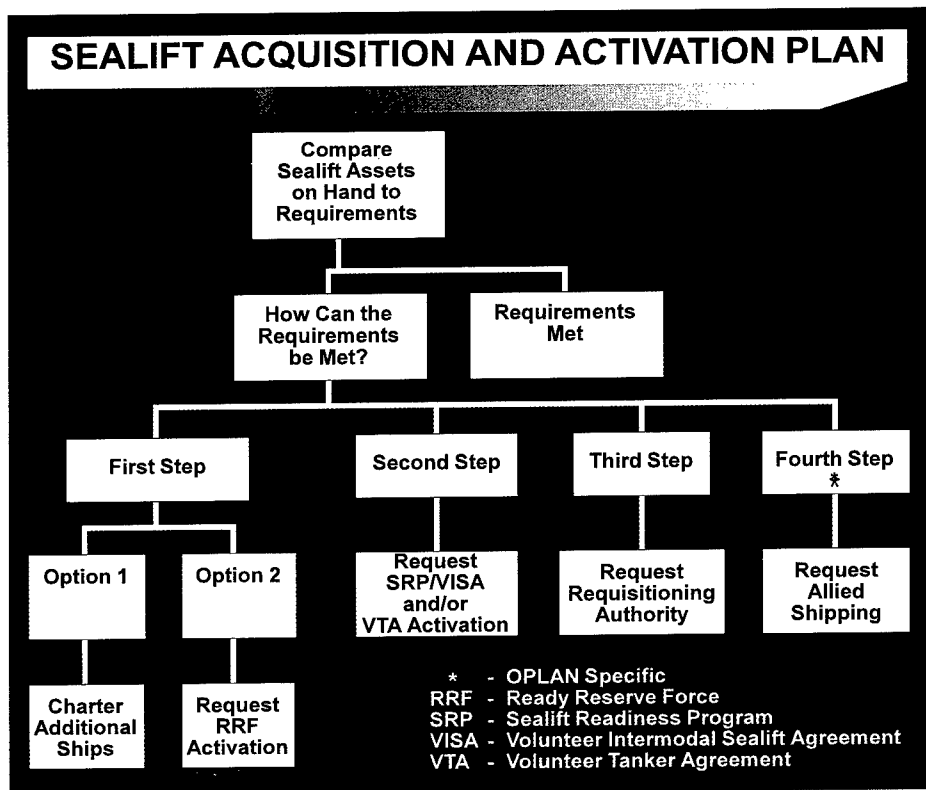 SEALIFT ACQUISITION AND ACTIVATION PLAN
Compare
Sealift Assets
on Hand to
Requirements
How Can the
Requirements
be Met?
Requirements
Met
First Step
Second Step
Third Step
Fourth Step
*
Option 1
Option 2
Request
SRP/VISA
and/or
VTA Activation
Request
Requisitioning
Authority
Request
Allied
Shipping
Charter
Additional
Ships
Request
RRF
Activation
* - OPLAN Specific
RRF - Ready Reserve Force
SRP - Sealift Readiness Program
VISA - Volunteer Intermodal Sealift Agreement
VTA - Volunteer Tanker Agreement